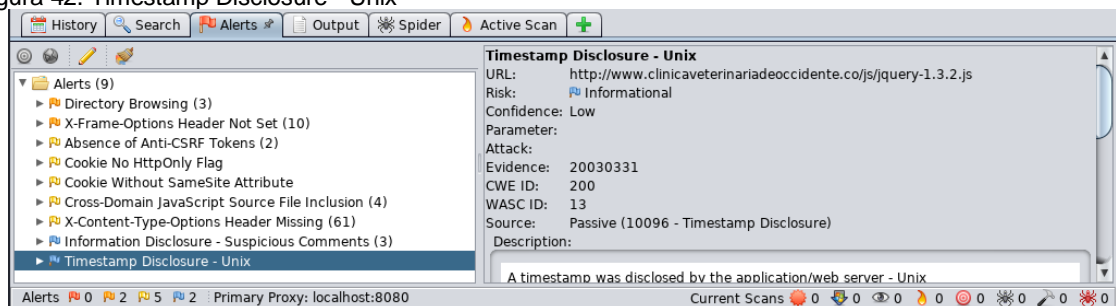 gura 42. Timestamp Disclosure - Unix
History Search Alerts Output Spider Active Scan
Alerts (9)
Directory Browsing (3)
X-Frame-Options Header Not Set (10)
Absence of Anti-CSRF Tokens (2)
Cookie No HttpOnly Flag
Cookie Without SameSite Attribute
Cross-Domain JavaScript Source File Inclusion (4)
X-Content-Type-Options Header Missing (61)
Information Disclosure - Suspicious Comments (3)
Timestamp Disclosure - Unix
Timestamp Disclosure - Unix
URL: http://www.clinicaveterinariadeoccidente.co/js/jquery-1.3.2.js
Risk: Informational
Confidence: Low
Parameter:
Attack:
Evidence: 20030331
CWE ID: 200
WASC ID: 13
Source: Passive (10096 - Timestamp Disclosure)
Description:
A timestamp was disclosed by the application/web server - Unix
Alerts 0 2 5 2 Primary Proxy: localhost:8080 Current Scans 0 0 0 0 0 0 0 0